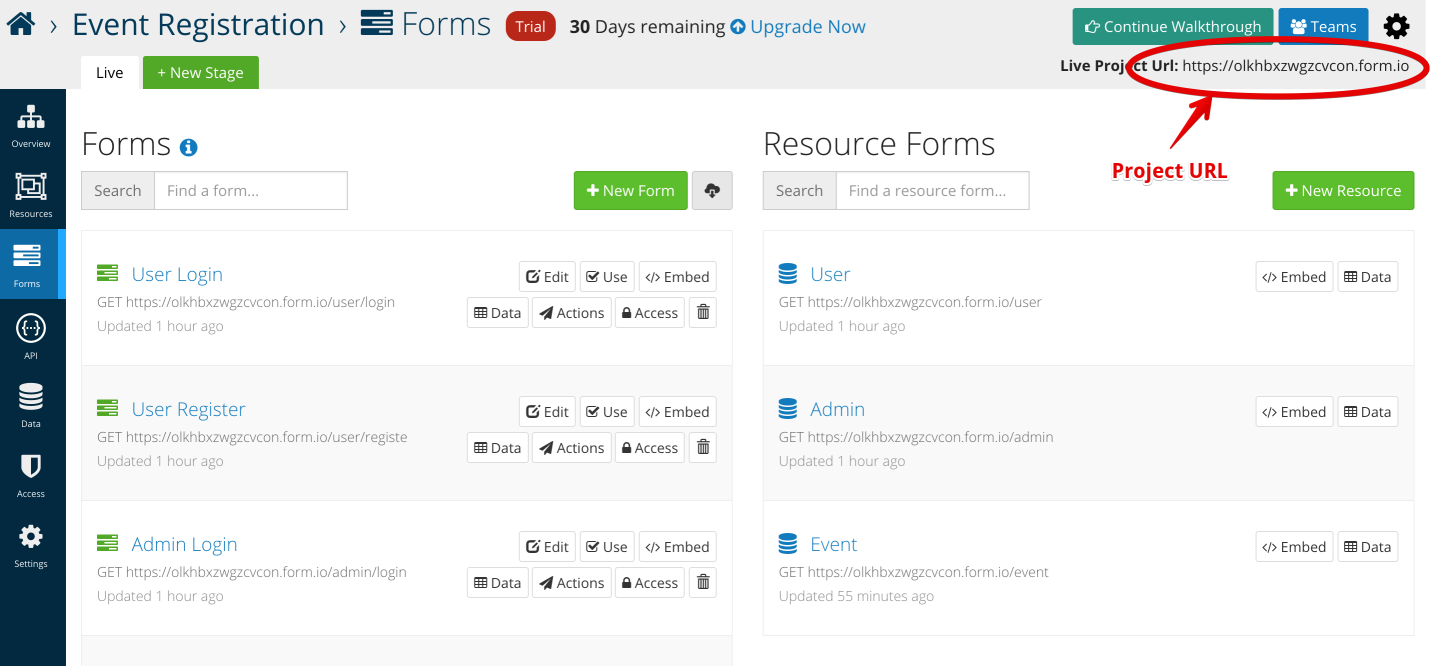 › Event Registration › Forms Trial 30 Days remaining Upgrade Now Continue Walkthrough Teams
Live + New Stage Live Project Url: https://olkhbxzwgzcvcon.form.io
Project URL
Overview
Resources
Forms
API
Data
Access
Settings
Forms
Search Find a form... + New Form
User Login Edit Use </> Embed
GET https://olkhbxzwgzcvcon.form.io/user/login Data Actions Access
Updated 1 hour ago
User Register Edit Use </> Embed
GET https://olkhbxzwgzcvcon.form.io/user/registe Data Actions Access
Updated 1 hour ago
Admin Login Edit Use </> Embed
GET https://olkhbxzwgzcvcon.form.io/admin/login Data Actions Access
Updated 1 hour ago
Resource Forms
Search Find a resource form... + New Resource
User </> Embed Data
GET https://olkhbxzwgzcvcon.form.io/user
Updated 1 hour ago
Admin </> Embed Data
GET https://olkhbxzwgzcvcon.form.io/admin
Updated 1 hour ago
Event </> Embed Data
GET https://olkhbxzwgzcvcon.form.io/event
Updated 55 minutes ago